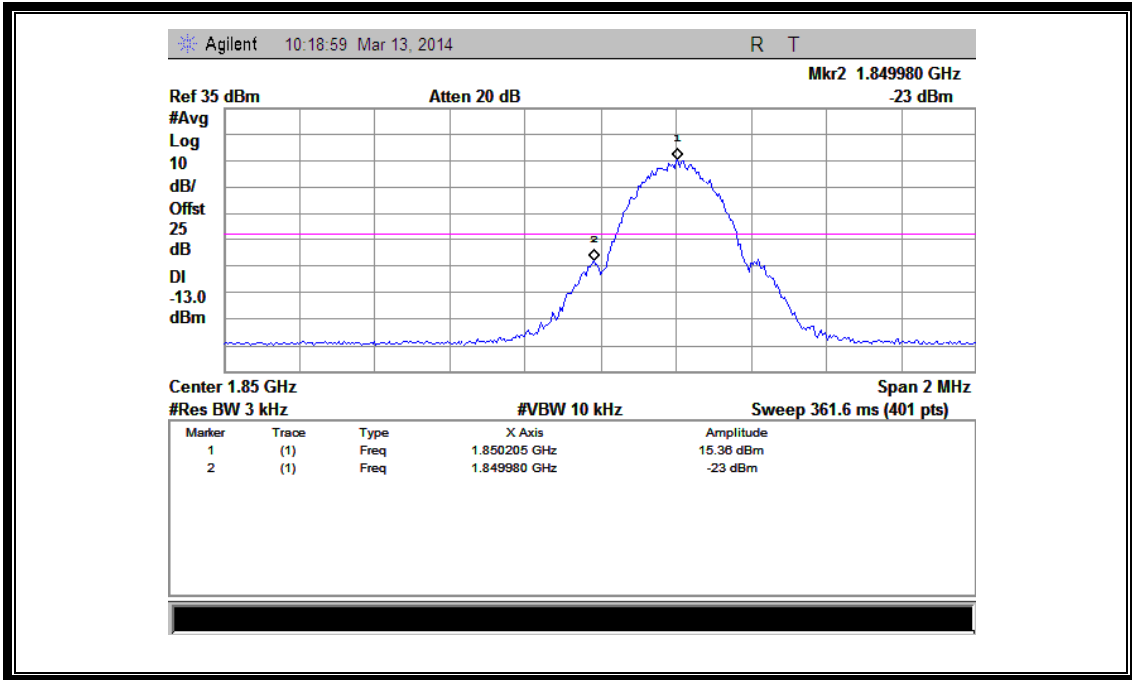 Agilent 10:18:59 Mar 13, 2014 R T
Mkr2 1.849980 GHz
Ref 35 dBm Atten 20 dB -23 dBm
#Avg
Log
10
dB/
Offst
25
dB
DI
-13.0
dBm
1
2
Center 1.85 GHz Span 2 MHz
#Res BW 3 kHz #VBW 10 kHz Sweep 361.6 ms (401 pts)
Marker Trace Type X Axis Amplitude
1 (1) Freq 1.850205 GHz 15.36 dBm
2 (1) Freq 1.849980 GHz -23 dBm